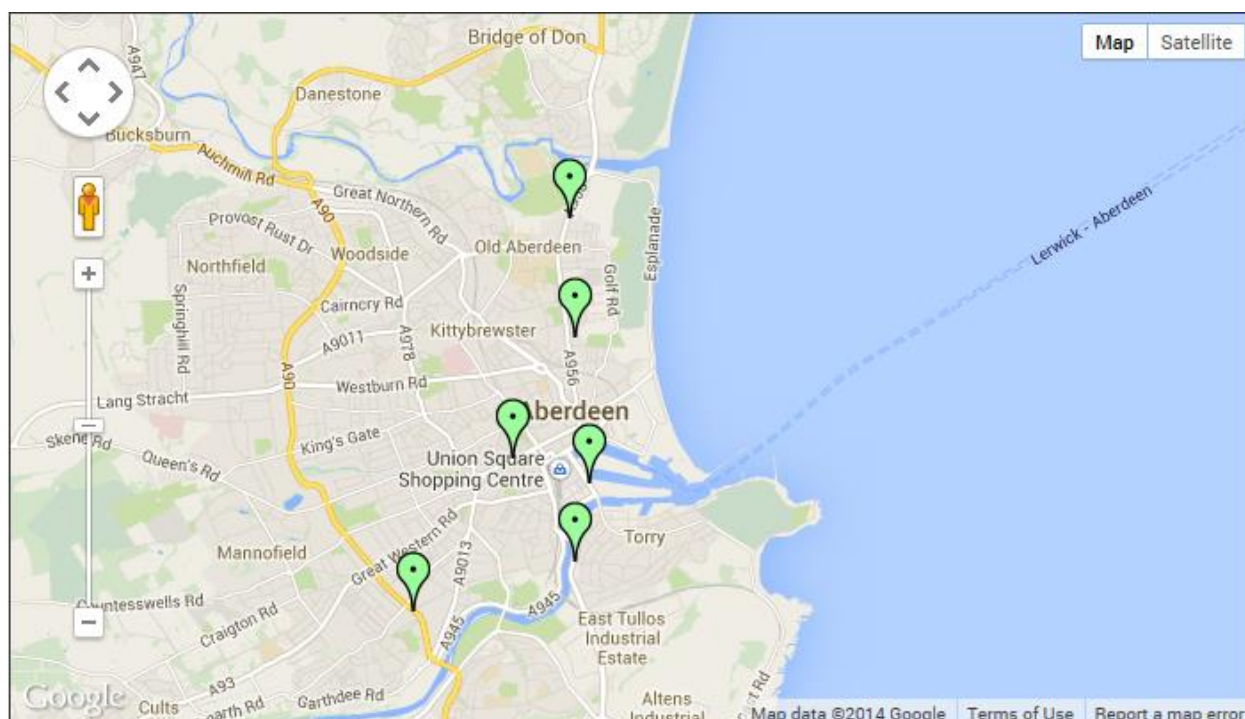 Bridge of Don
Map
Satellite
A947
Danestone
Bucksburn
Auchmill Rd
Great Northern Rd
A90
Provost Rust Dr
Woodside
Old Aberdeen
Esplanade
Lerwick - Aberdeen
Northfield
Golf Rd
Springhill Rd
Cairncry Rd
Kittybrewster
A9011
A978
A956
A90
Westburn Rd
Lang Stracht
Aberdeen
Skene Rd
King's Gate
Queen's Rd
Union Square
Shopping Centre
Great Western Rd
Torry
Mannofield
A9013
Countesswells Rd
Craigton Rd
A945
A945
East Tullos
Industrial
Estate
A93
Garthdee Rd
Google
Cults
Altens
Industrial
Map data ©2014 Google
Terms of Use
Report a map error